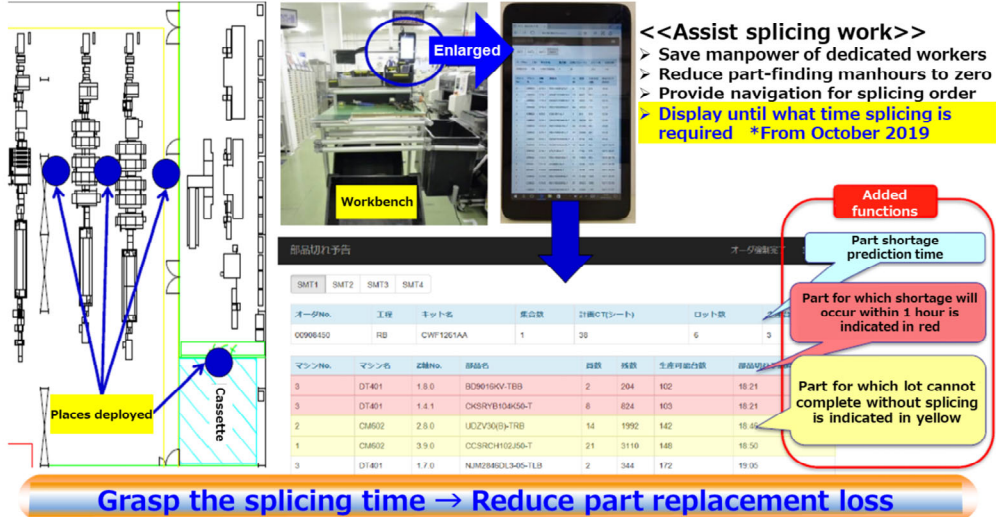 <<Assist splicing work>>
➢ Save manpower of dedicated workers
➢ Reduce part-finding manhours to zero
➢ Provide navigation for splicing order
➢ Display until what time splicing is
required *From October 2019
Enlarged
Workbench
Places deployed
Cassette
Added
functions
Part shortage
prediction time
Part for which shortage will
occur within 1 hour is
indicated in red
Part for which lot cannot
complete without splicing
is indicated in yellow
部品切れ予告
SMT1 SMT2 SMT3 SMT4
オーダNo. 工程 キット名 集合数 計画CT(シート) ロット数
00908450 RB CWF1261AA 1 38 6 3
マシンNo. マシン名 Z軸No. 部品名 員数 残数 生産可能台数
3 DT401 1.8.0 BD9016KV-TBB 2 204 102 18:21
3 DT401 1.4.1 CKSRYB104K50-T 8 824 103 18:21
2 CM602 2.8.0 UDZV30(B)-TRB 14 1992 142
1 CM602 3.9.0 CCSRCH102J50-T 21 3110 148 18:50
3 DT401 1.7.0 NJM2846DL3-05-TLB 2 344 172 19:05
Grasp the splicing time → Reduce part replacement loss